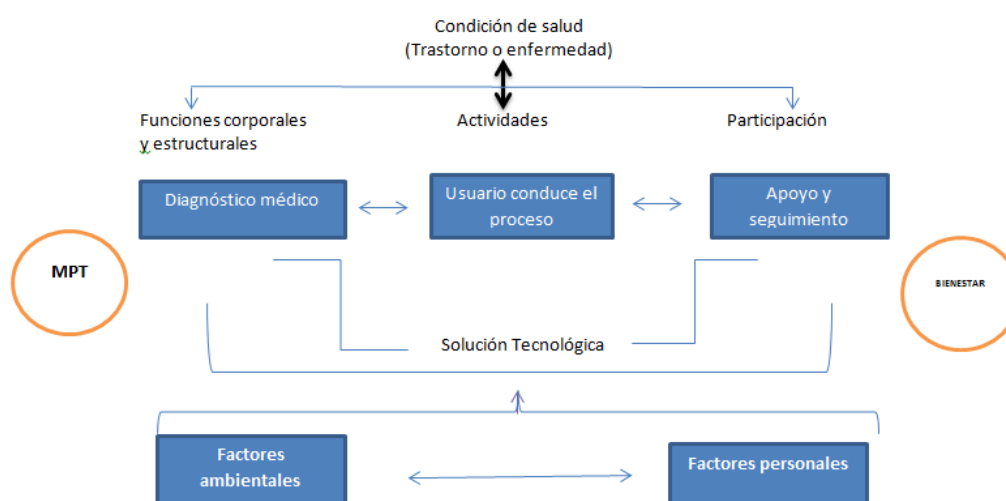 Condición de salud
(Trastorno o enfermedad)
Funciones corporales
y estructurales
Actividades
Participación
Diagnóstico médico
Usuario conduce el
proceso
Apoyo y
seguimiento
MPT
BIENESTAR
Solución Tecnológica
Factores
ambientales
Factores personales